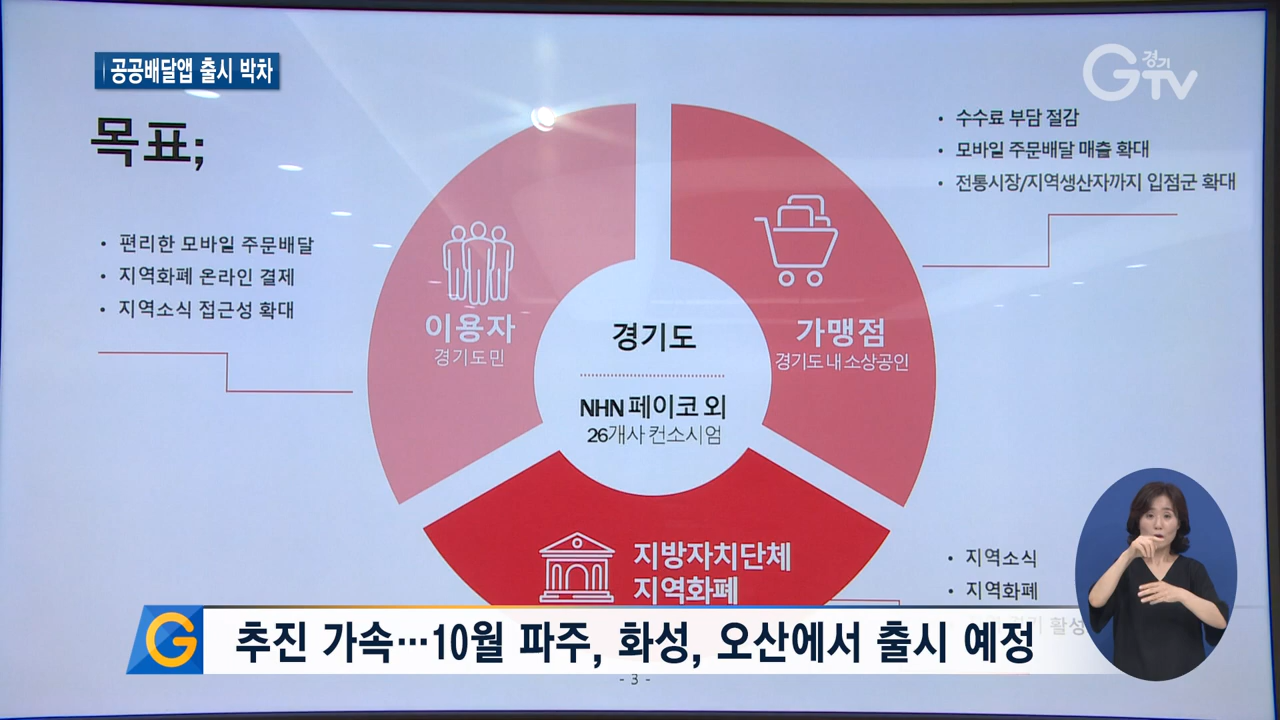 공공배달앱 출시 박차
경기
GTV
목표;
• 수수료 부담 절감
• 모바일 주문배달 매출 확대
• 전통시장/지역생산자까지 입점군 확대
• 편리한 모바일 주문배달
• 지역화폐 온라인 결제
• 지역소식 접근성 확대
이용자
경기도민
가맹점
경기도 내 소상공인
경기도
NHN 페이코 외
26개사 컨소시엄
지방자치단체
지역화폐
• 지역소식
• 지역화폐
활성
G
추진 가속…10월 파주, 화성, 오산에서 출시 예정
- 3 -